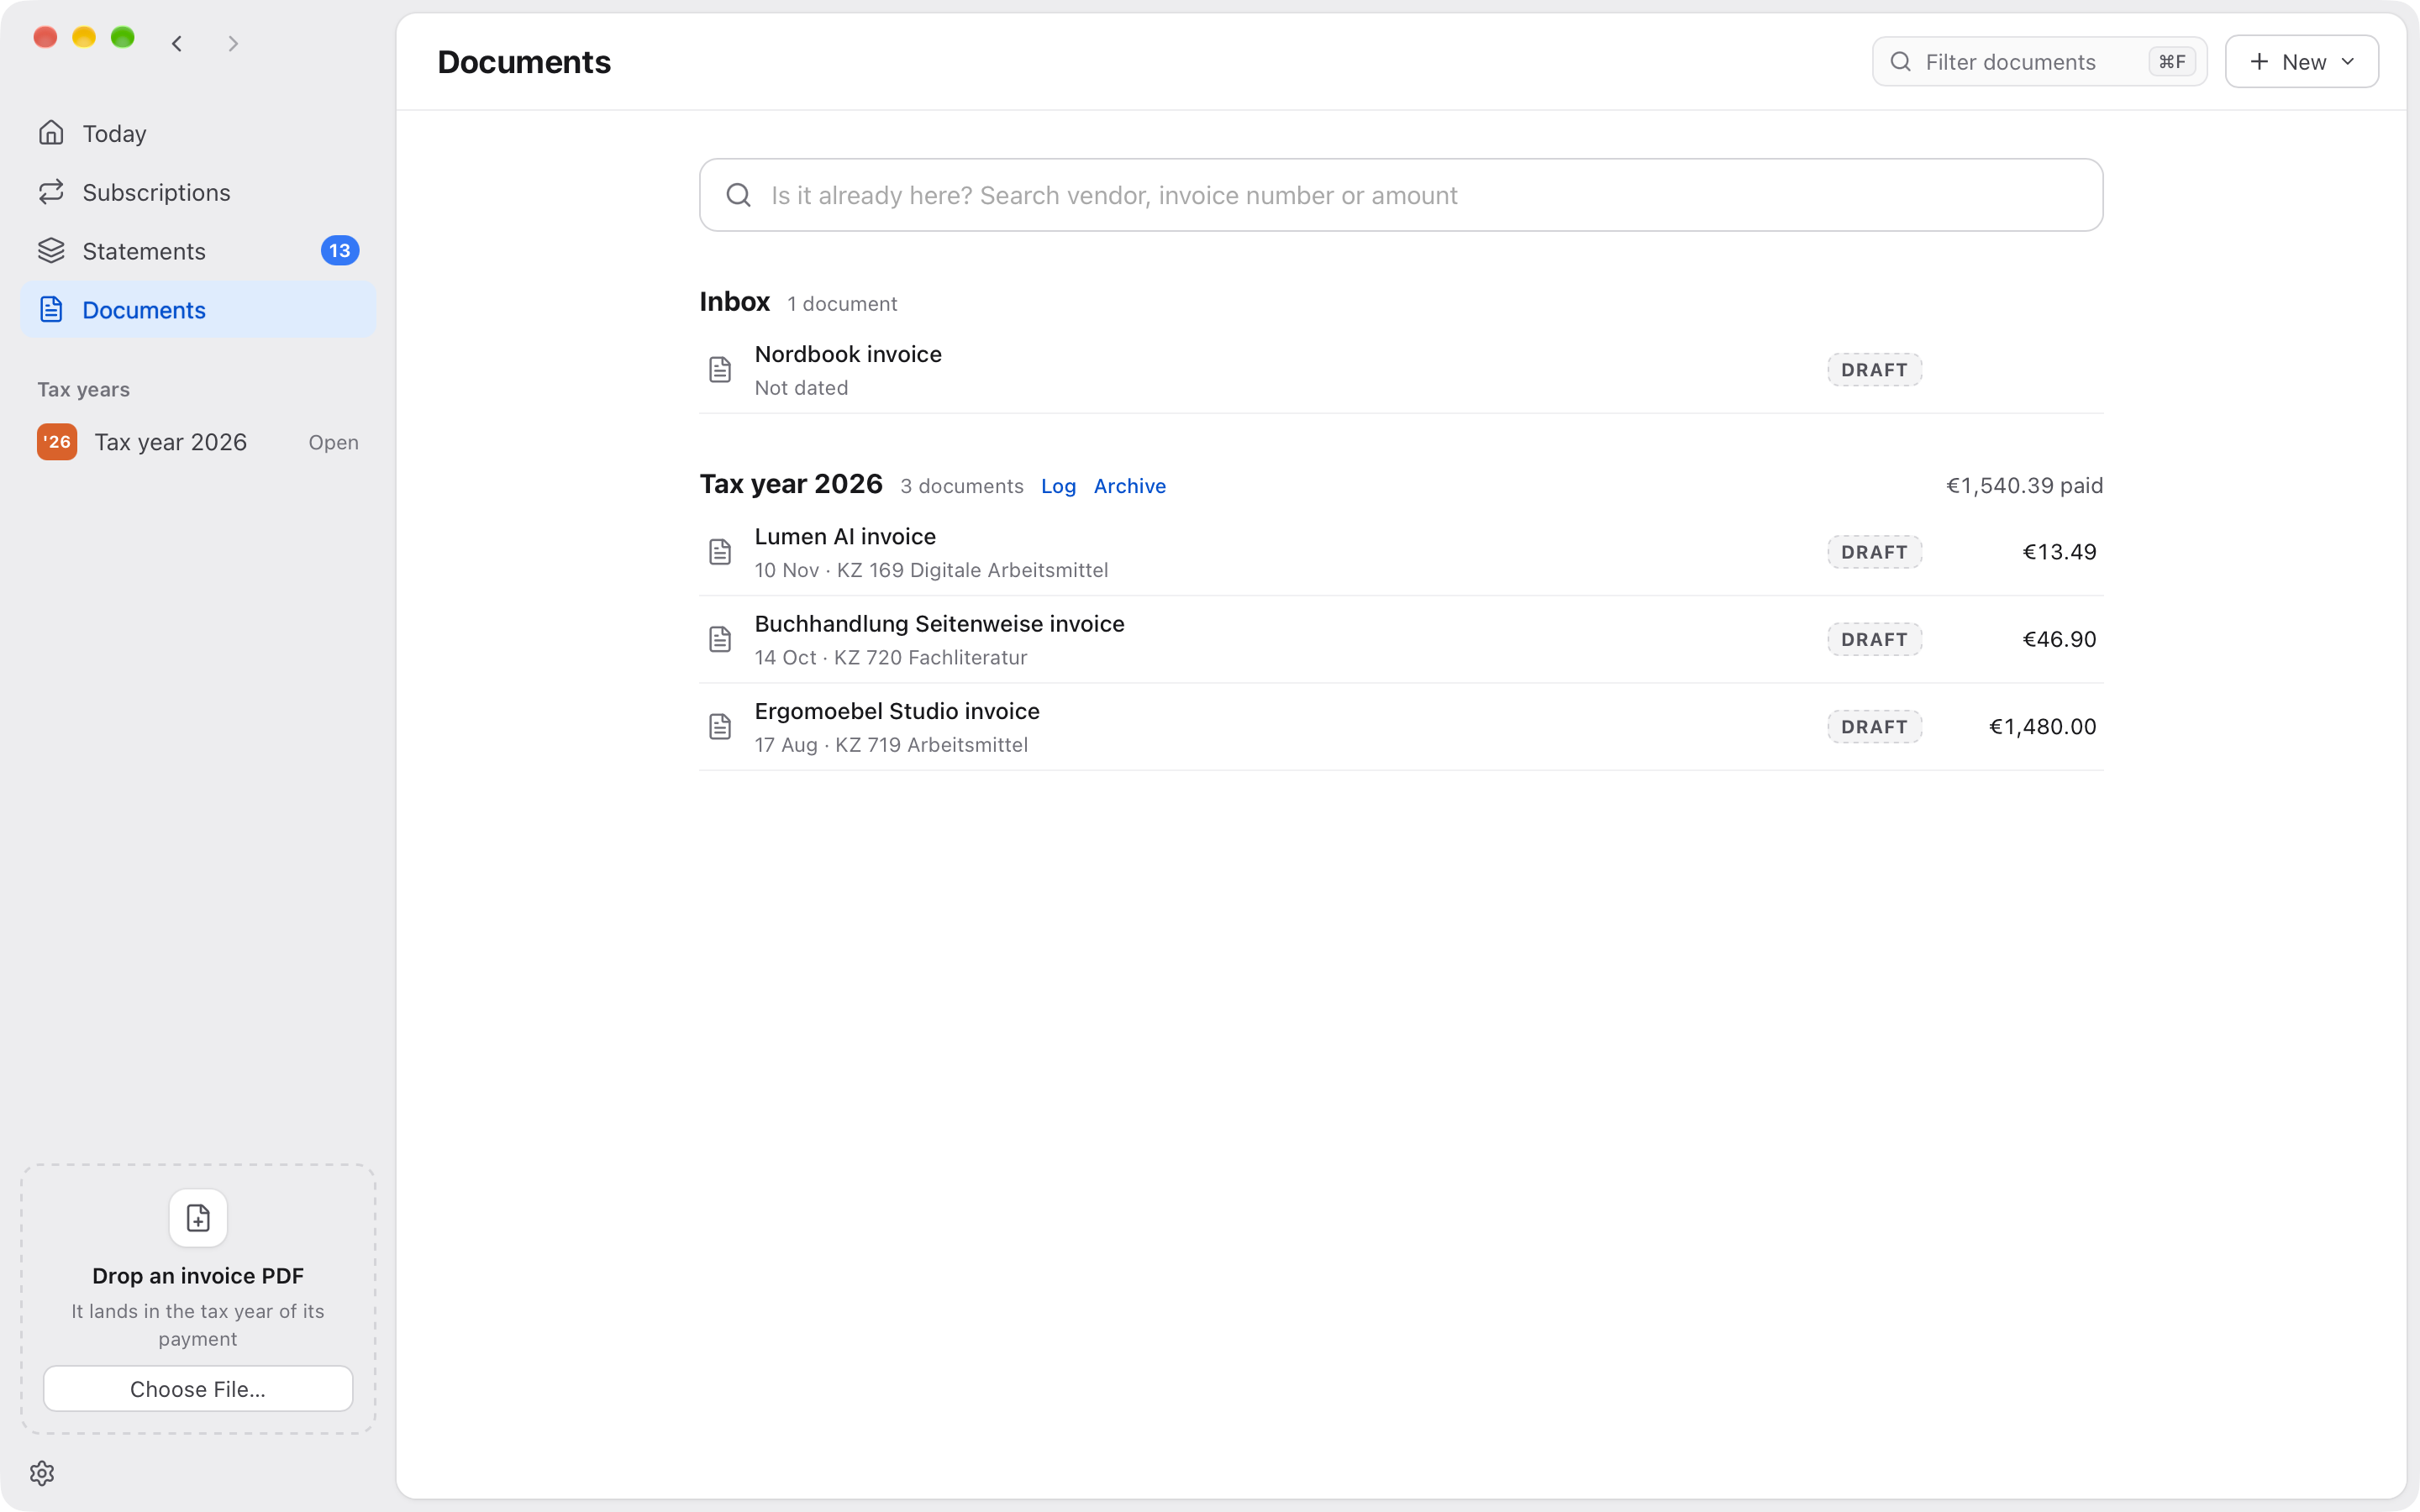 Today
Subscriptions
Statements 13
Documents
Tax years
'26 Tax year 2026 Open
Drop an invoice PDF
It lands in the tax year of its
payment
Choose File...
Documents
Filter documents ⌘F
New
Is it already here? Search vendor, invoice number or amount
Inbox 1 document
Nordbook invoice
Not dated
DRAFT
Tax year 2026 3 documents Log Archive €1,540.39 paid
Lumen AI invoice
10 Nov · KZ 169 Digitale Arbeitsmittel
DRAFT €13.49
Buchhandlung Seitenweise invoice
14 Oct · KZ 720 Fachliteratur
DRAFT €46.90
Ergomoebel Studio invoice
17 Aug · KZ 719 Arbeitsmittel
DRAFT €1,480.00